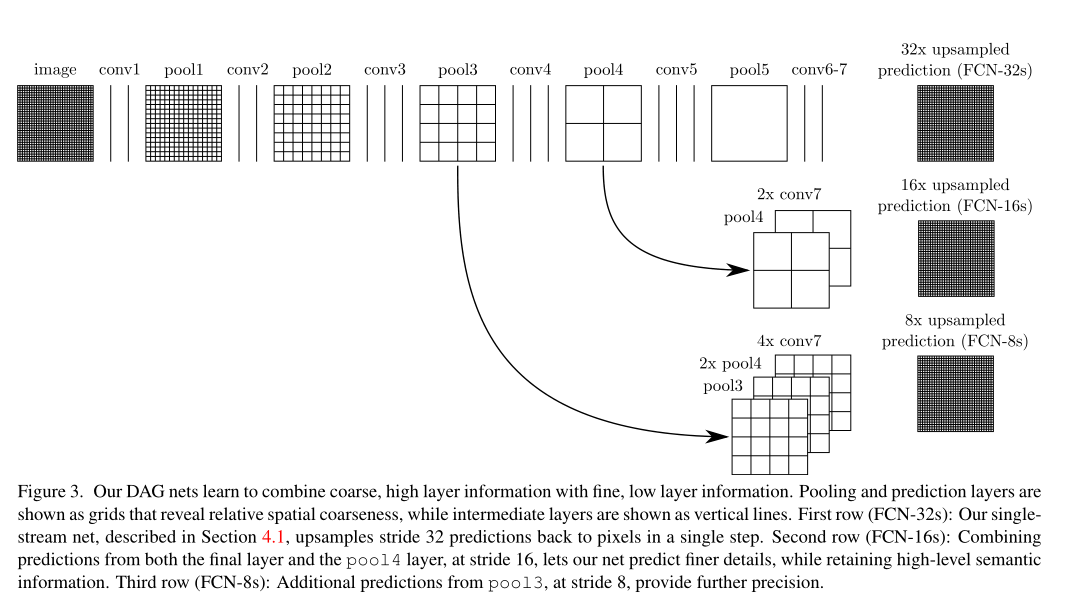 32x upsampled
image conv1 pool1 conv2 pool2 conv3 pool3 conv4 pool4 conv5 pool5 conv6-7 prediction (FCN-32s)
16x upsampled
2x conv7 prediction (FCN-16s)
pool4
8x upsampled
4x conv7 prediction (FCN-8s)
2x pool4
pool3
Figure 3. Our DAG nets learn to combine coarse, high layer information with fine, low layer information. Pooling and prediction layers are
shown as grids that reveal relative spatial coarseness, while intermediate layers are shown as vertical lines. First row (FCN-32s): Our single-
stream net, described in Section 4.1, upsamples stride 32 predictions back to pixels in a single step. Second row (FCN-16s): Combining
predictions from both the final layer and the pool4 layer, at stride 16, lets our net predict finer details, while retaining high-level semantic
information. Third row (FCN-8s): Additional predictions from pool3, at stride 8, provide further precision.